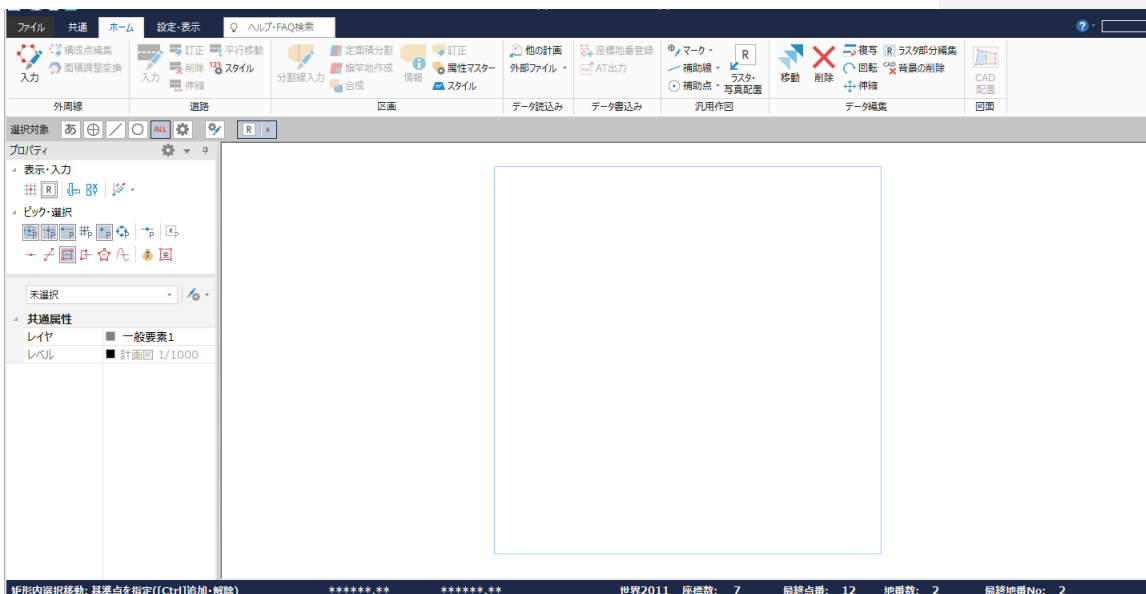 ファイル 共通 ホーム 設定・表示 ヘルプ・FAQ検索 ?
入力 構成点編集 面積調整変換
外周線
入力 訂正 削除 伸縮 平行移動 123 スタイル
道路
分割線入力 定面積分割 旗竿地作成 合成 情報 訂正 属性マスター スタイル
区画
他の計画 外部ファイル
データ読込み
座標地番登録 AT出力
データ書込み
マーク 補助線 補助点 R ラスタ・写真配置
汎用作図
移動 削除 複写 回転 伸縮 R ラスタ部分編集 CAD 背景の削除
データ編集
CAD配置
図面
選択対象 あ ALL R
プロパティ
表示・入力
R
ピック・選択
未選択
共通属性
レイヤ 一般要素1
レベル 計画図 1/1000
矩形内選択移動: 基準点を指定([Ctrl]追加・解除) ******.** ******.** 世界2011 座標数: 7 最終点番: 12 地番数: 2 最終地番No: 2